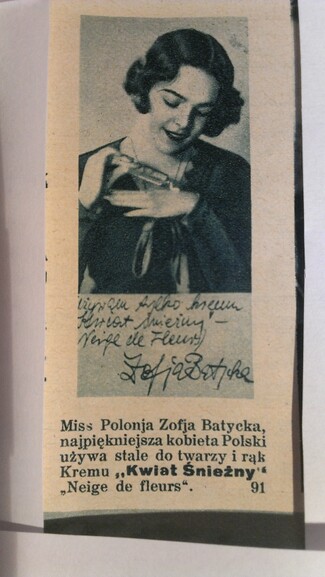 Używam tylko kremu
"Kwiat Śnieżny" –
Neige de Fleurs
Zofja Batycka
Miss Polonja Zofja Batycka,
najpiękniejsza kobieta Polski
używa stale do twarzy i rąk
Kremu „Kwiat Śnieżny“
„Neige de fleurs“. 91